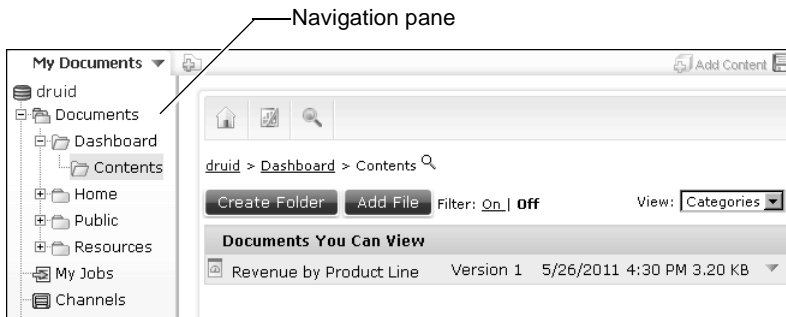 Navigation pane
My Documents
Add Content
druid
Documents
Dashboard
Contents
Home
Public
Resources
My Jobs
Channels
druid > Dashboard > Contents
Create Folder Add File Filter: On | Off View: Categories
Documents You Can View
Revenue by Product Line Version 1 5/26/2011 4:30 PM 3.20 KB